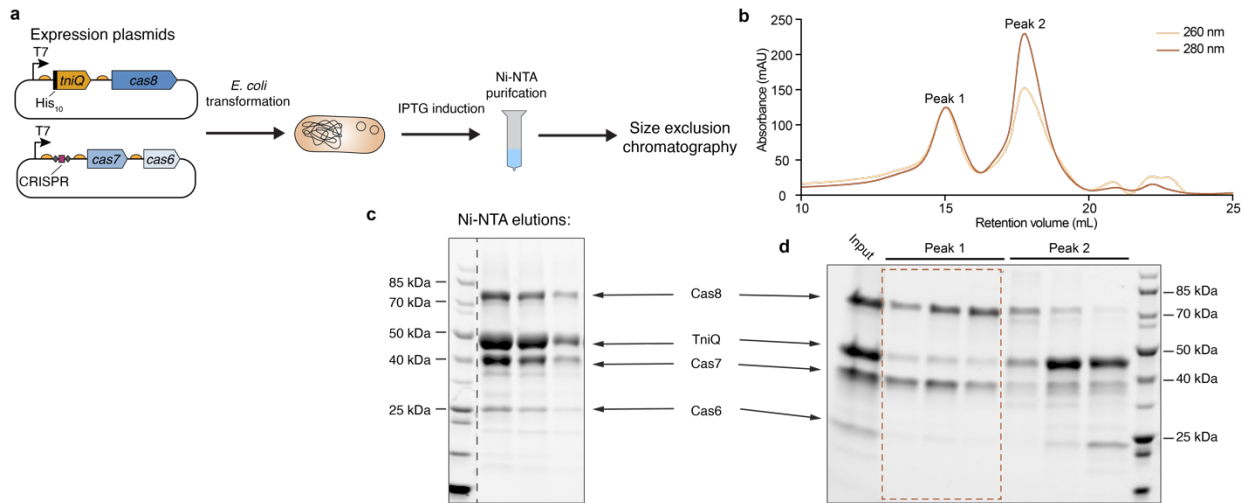 a
Expression plasmids
T7
tniQ
cas8
His10
T7
cas7
cas6
CRISPR
E. coli
transformation
IPTG induction
Ni-NTA
purifcation
Size exclusion
chromatography
b
Peak 2
Peak 1
260 nm
280 nm
Absorbance (mAU)
250
200
150
100
50
0
10
15
20
25
Retention volume (mL)
c
Ni-NTA elutions:
85 kDa
70 kDa
50 kDa
40 kDa
25 kDa
Cas8
TniQ
Cas7
Cas6
d
Input
Peak 1
Peak 2
85 kDa
70 kDa
50 kDa
40 kDa
25 kDa